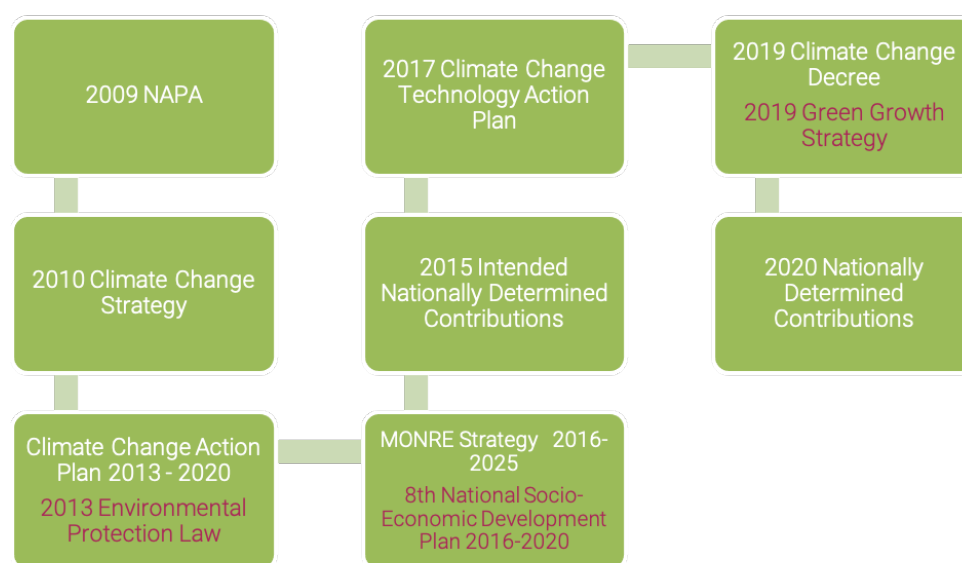 2009 NAPA
2010 Climate Change
Strategy
Climate Change Action
Plan 2013 - 2020
2013 Environmental
Protection Law
MONRE Strategy 2016-
2025
8th National Socio-
Economic Development
Plan 2016-2020
2015 Intended
Nationally Determined
Contributions
2017 Climate Change
Technology Action
Plan
2019 Climate Change
Decree
2019 Green Growth
Strategy
2020 Nationally
Determined
Contributions